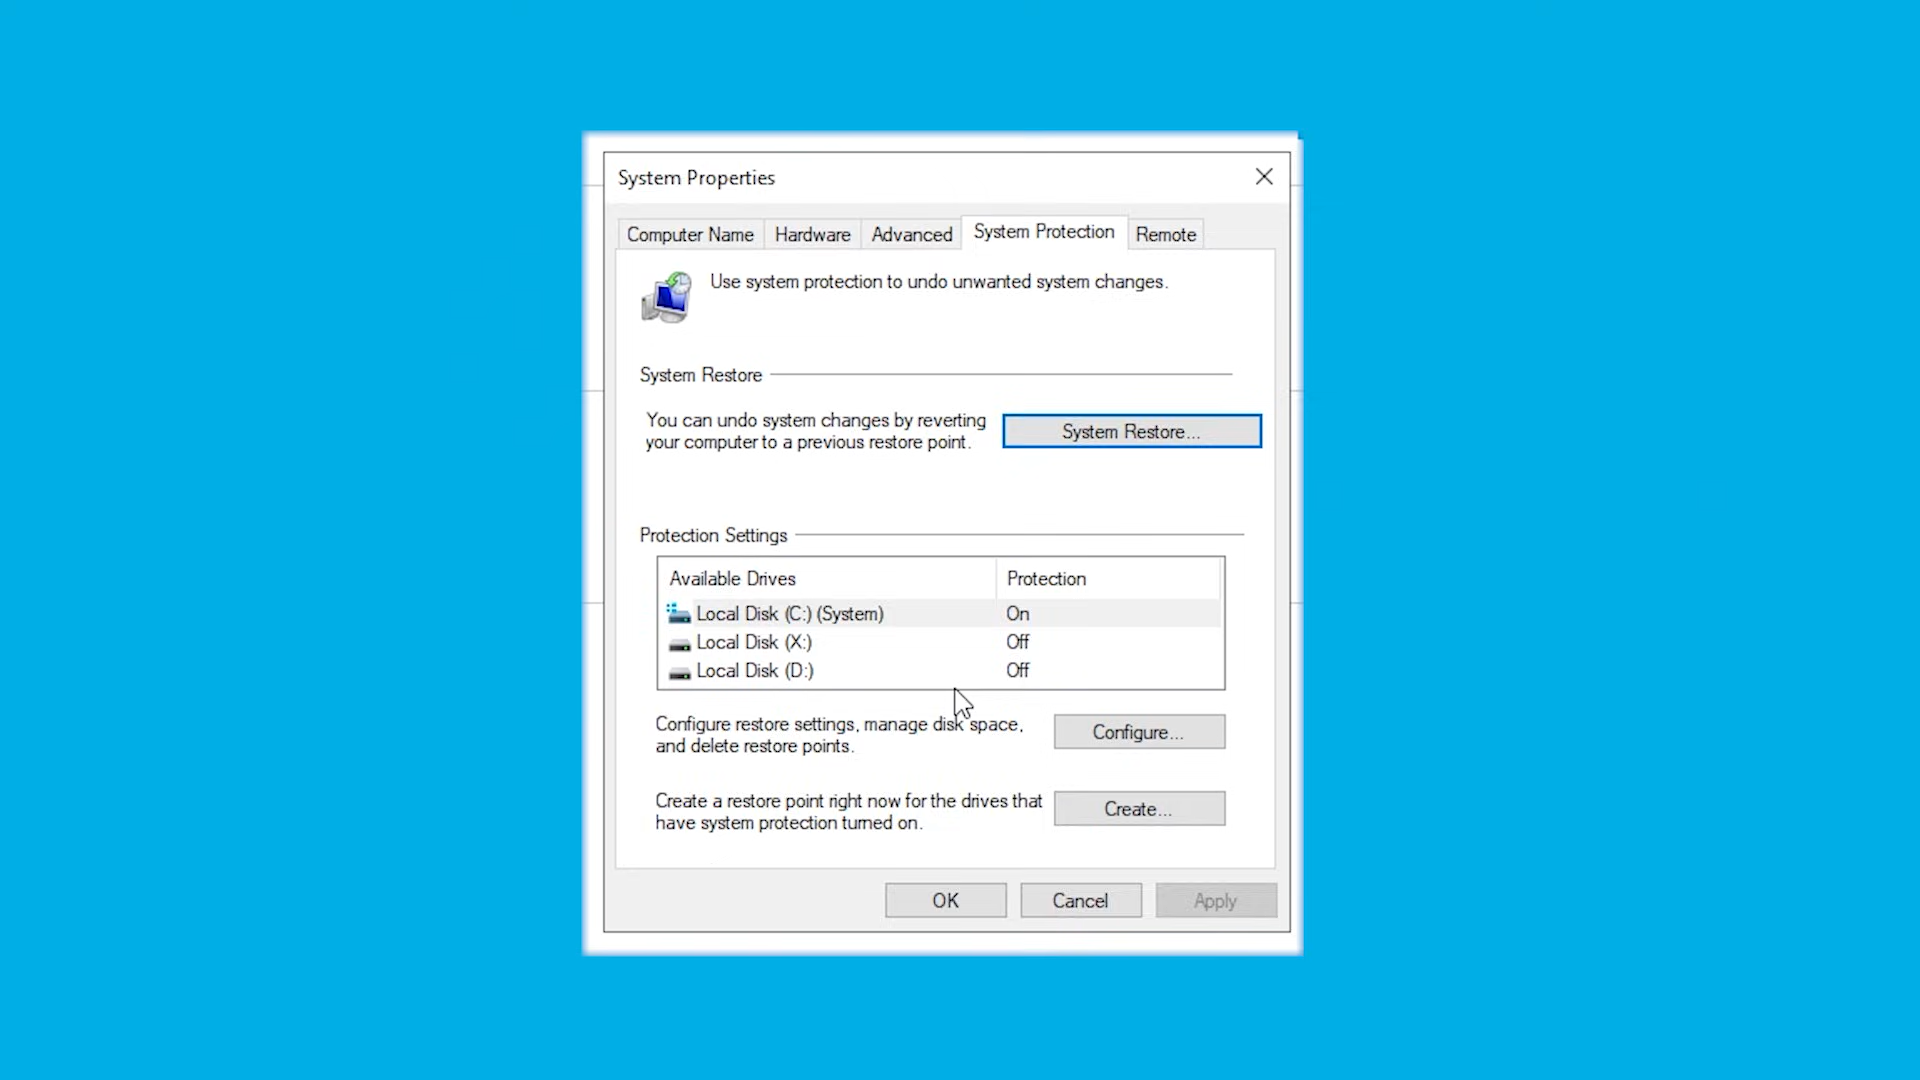 System Properties
Computer Name Hardware Advanced System Protection Remote
Use system protection to undo unwanted system changes.
System Restore
You can undo system changes by reverting
your computer to a previous restore point.
System Restore...
Protection Settings
Available Drives Protection
Local Disk (C:) (System) On
Local Disk (X:) Off
Local Disk (D:) Off
Configure restore settings, manage disk space,
and delete restore points.
Configure...
Create a restore point right now for the drives that
have system protection turned on.
Create...
OK Cancel Apply